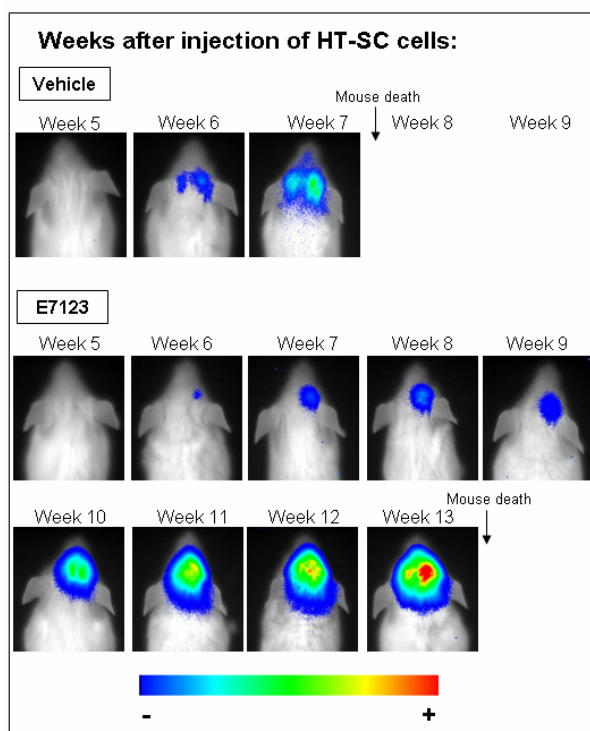 Weeks after injection of HT-SC cells:
Vehicle
Mouse death
Week 5 Week 6 Week 7 Week 8 Week 9
E7123
Week 5 Week 6 Week 7 Week 8 Week 9
Mouse death
Week 10 Week 11 Week 12 Week 13
- +